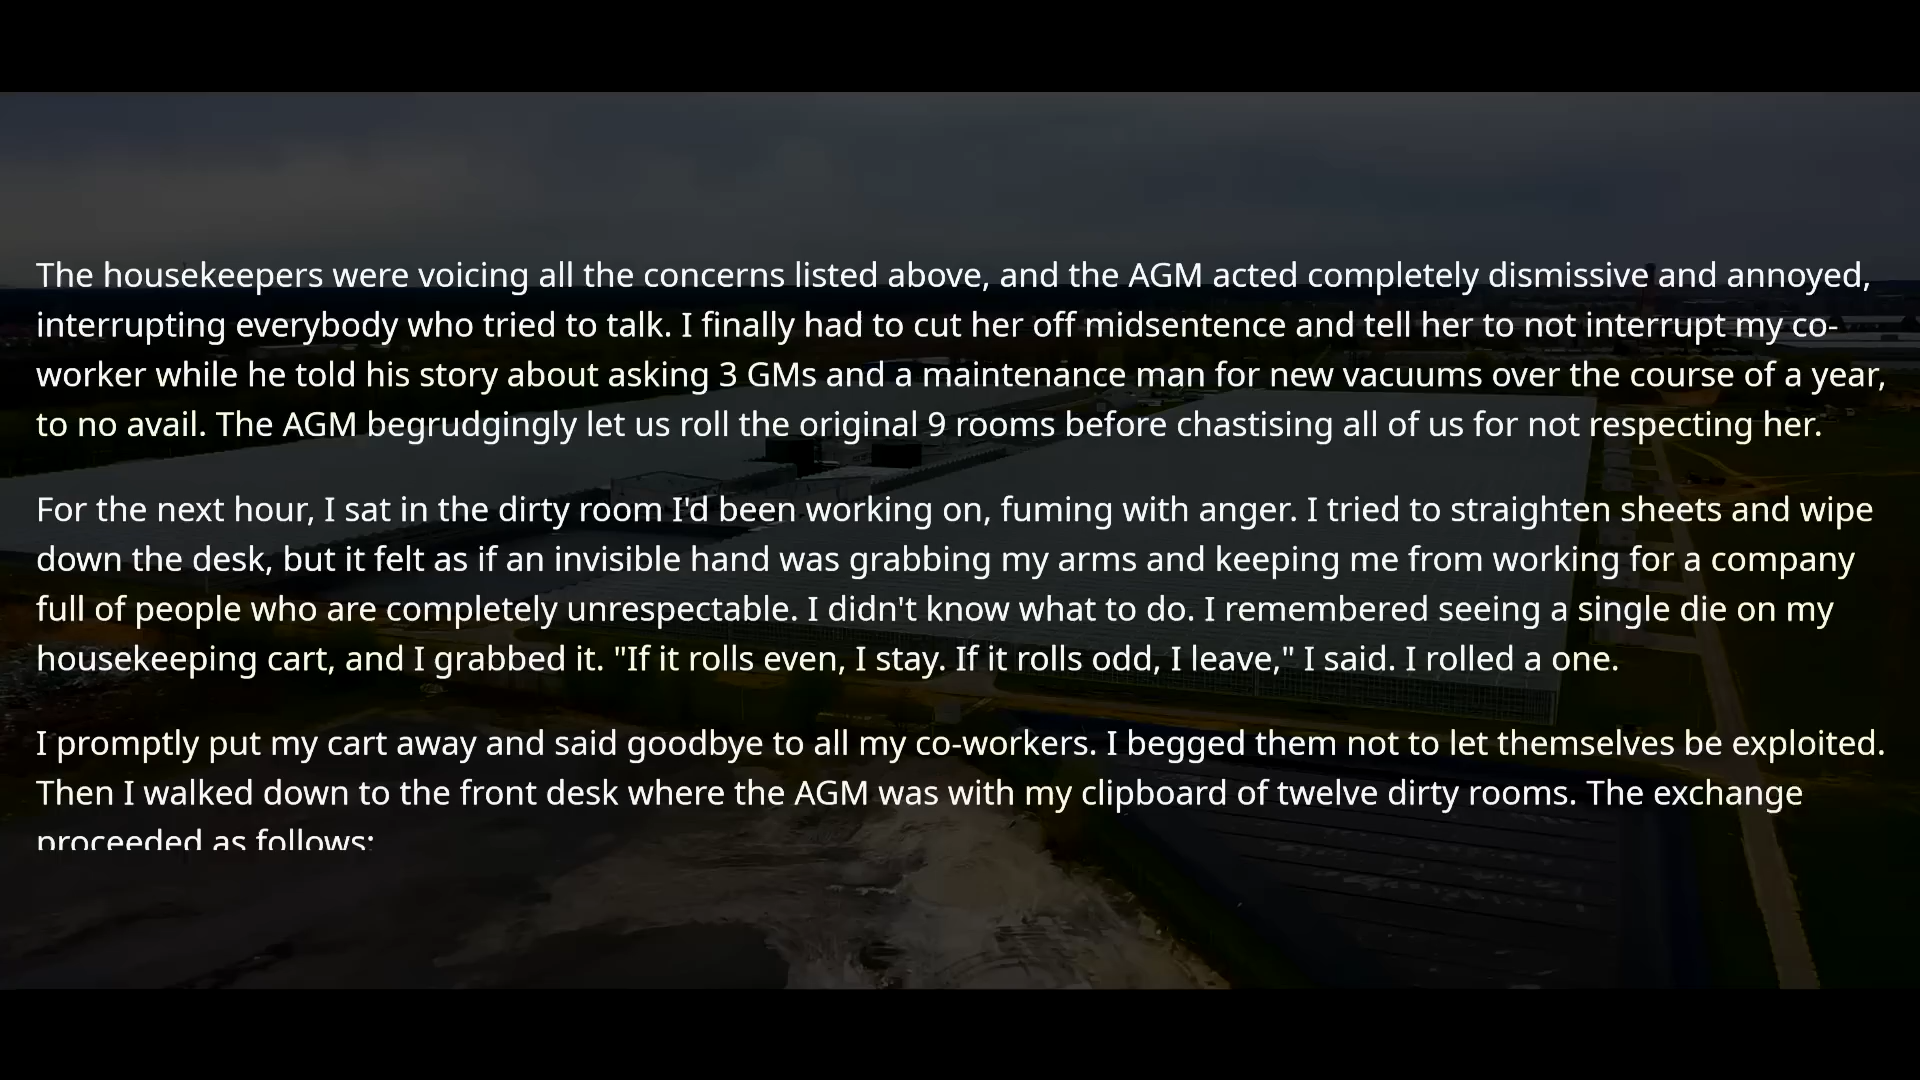 The housekeepers were voicing all the concerns listed above, and the AGM acted completely dismissive and annoyed,
interrupting everybody who tried to talk. I finally had to cut her off midsentence and tell her to not interrupt my co-
worker while he told his story about asking 3 GMs and a maintenance man for new vacuums over the course of a year,
to no avail. The AGM begrudgingly let us roll the original 9 rooms before chastising all of us for not respecting her.
For the next hour, I sat in the dirty room I'd been working on, fuming with anger. I tried to straighten sheets and wipe
down the desk, but it felt as if an invisible hand was grabbing my arms and keeping me from working for a company
full of people who are completely unrespectable. I didn't know what to do. I remembered seeing a single die on my
housekeeping cart, and I grabbed it. "If it rolls even, I stay. If it rolls odd, I leave," I said. I rolled a one.
I promptly put my cart away and said goodbye to all my co-workers. I begged them not to let themselves be exploited.
Then I walked down to the front desk where the AGM was with my clipboard of twelve dirty rooms. The exchange
proceeded as follows: